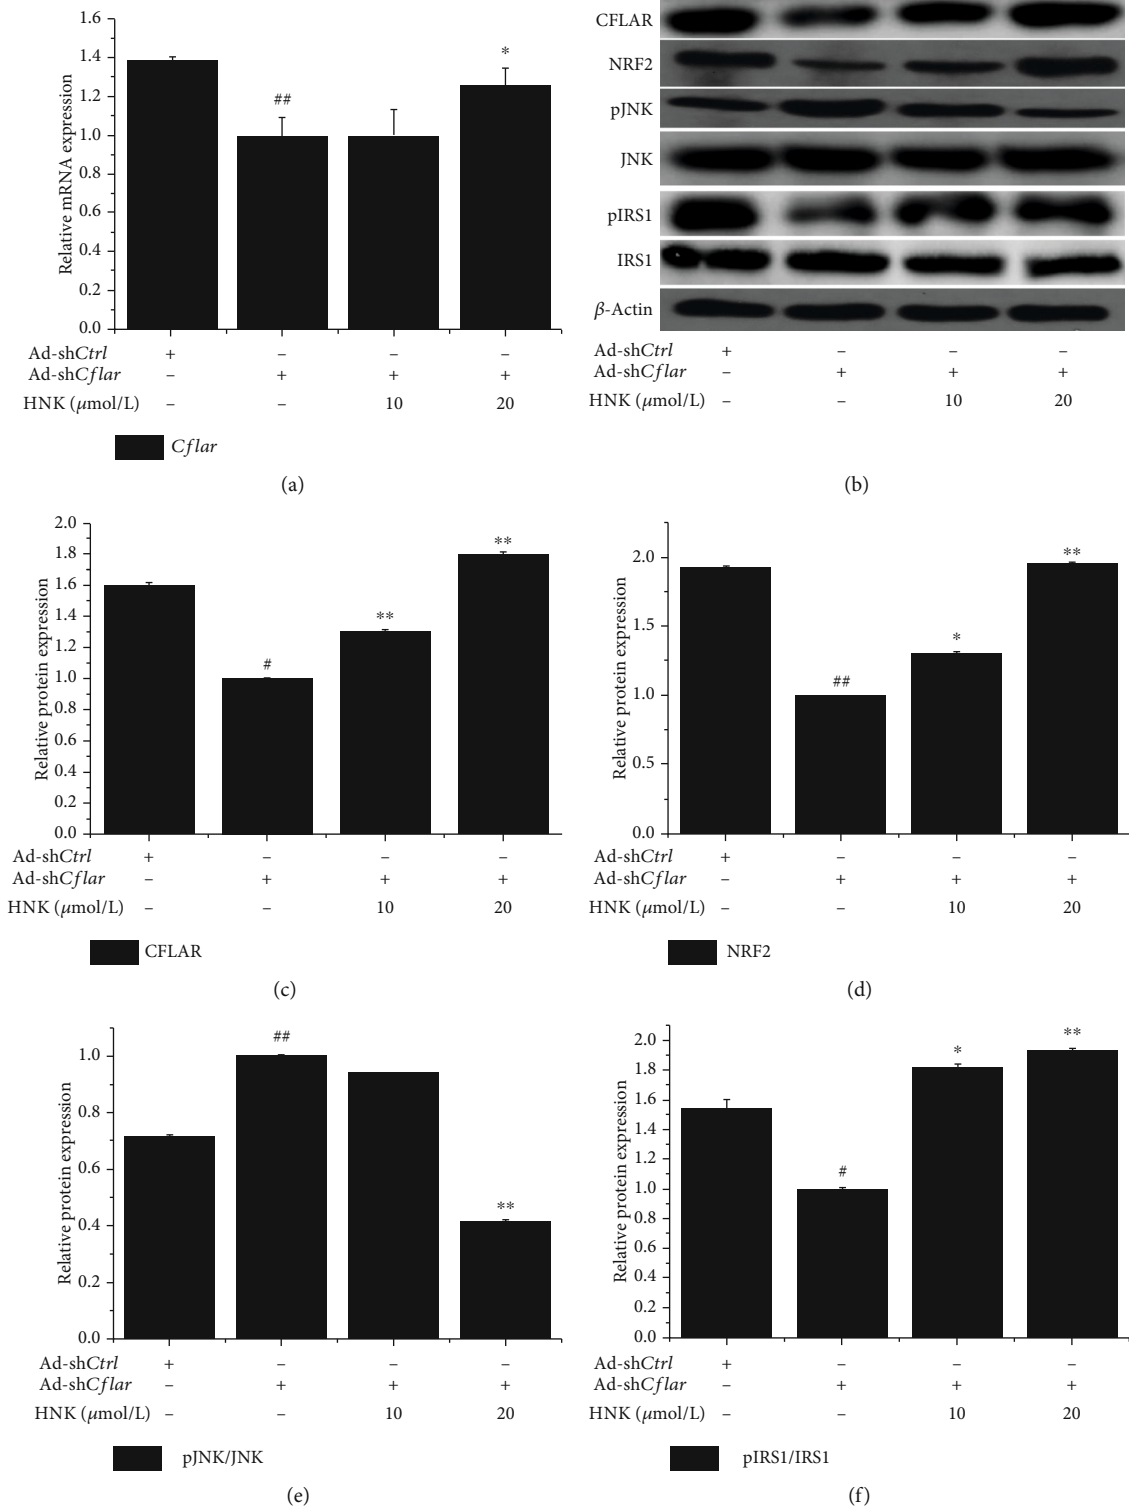 1.6
1.4
1.2
1.0
0.8
0.6
0.4
0.2
0.0
Relative mRNA expression
##
*
Ad-shCtrl + – – –
Ad-shCflar – + + +
HNK (μmol/L) – – 10 20
Cflar
(a)
CFLAR
NRF2
pJNK
JNK
pIRS1
IRS1
β-Actin
Ad-shCtrl + – – –
Ad-shCflar – + + +
HNK (μmol/L) – – 10 20
(b)
2.0
1.8
1.6
1.4
1.2
1.0
0.8
0.6
0.4
0.2
0.0
Relative protein expression
#
**
**
Ad-shCtrl + – – –
Ad-shCflar – + + +
HNK (μmol/L) – – 10 20
CFLAR
(c)
2.0
1.5
1.0
0.5
0.0
Relative protein expression
##
*
**
Ad-shCtrl + – – –
Ad-shCflar – + + +
HNK (μmol/L) – – 10 20
NRF2
(d)
1.0
0.8
0.6
0.4
0.2
0.0
Relative protein expression
##
**
Ad-shCtrl + – – –
Ad-shCflar – + + +
HNK (μmol/L) – – 10 20
pJNK/JNK
(e)
2.0
1.8
1.6
1.4
1.2
1.0
0.8
0.6
0.4
0.2
0.0
Relative protein expression
#
*
**
Ad-shCtrl + – – –
Ad-shCflar – + + +
HNK (μmol/L) – – 10 20
pIRS1/IRS1
(f)